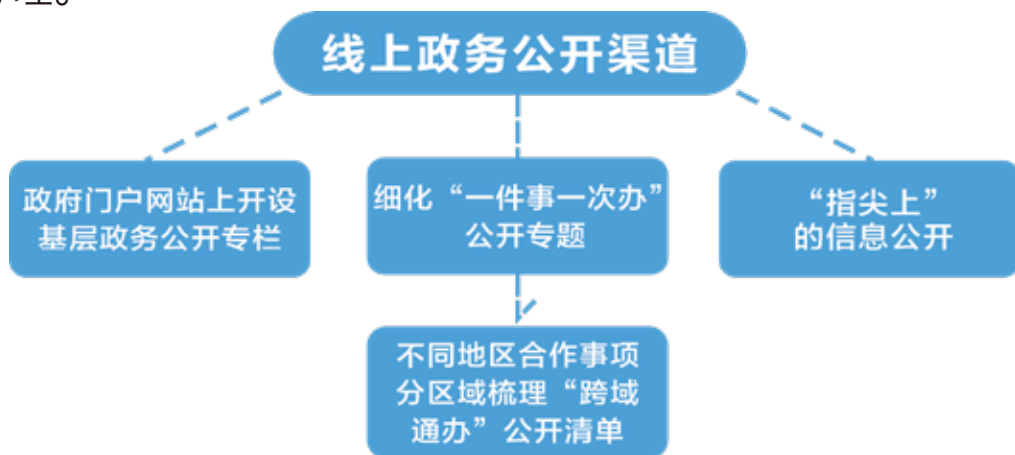 线上政务公开渠道
政府门户网站上开设
基层政务公开专栏
细化“一件事一次办”
公开专题
“指尖上”
的信息公开
不同地区合作事项
分区域梳理“跨域
通办”公开清单